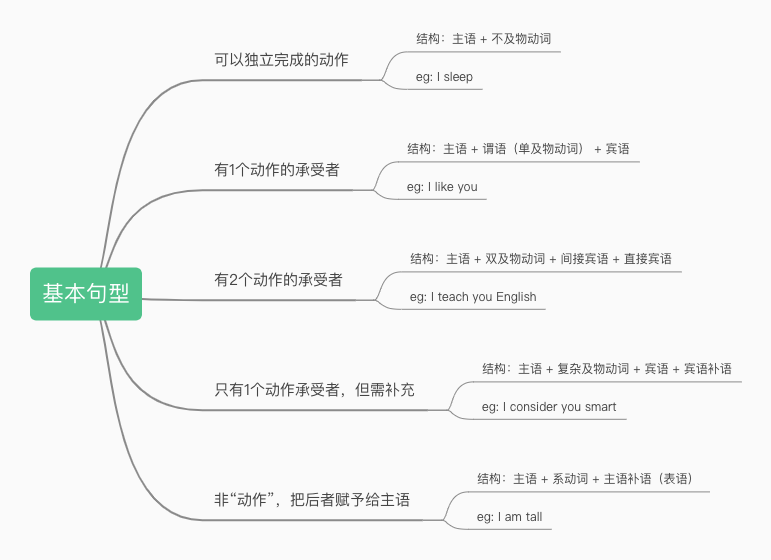 基本句型
可以独立完成的动作
结构：主语 + 不及物动词
eg: I sleep
有1个动作的承受者
结构：主语 + 谓语（单及物动词） + 宾语
eg: I like you
有2个动作的承受者
结构：主语 + 双及物动词 + 间接宾语 + 直接宾语
eg: I teach you English
只有1个动作承受者，但需补充
结构：主语 + 复杂及物动词 + 宾语 + 宾语补语
eg: I consider you smart
非“动作”，把后者赋予给主语
结构：主语 + 系动词 + 主语补语（表语）
eg: I am tall